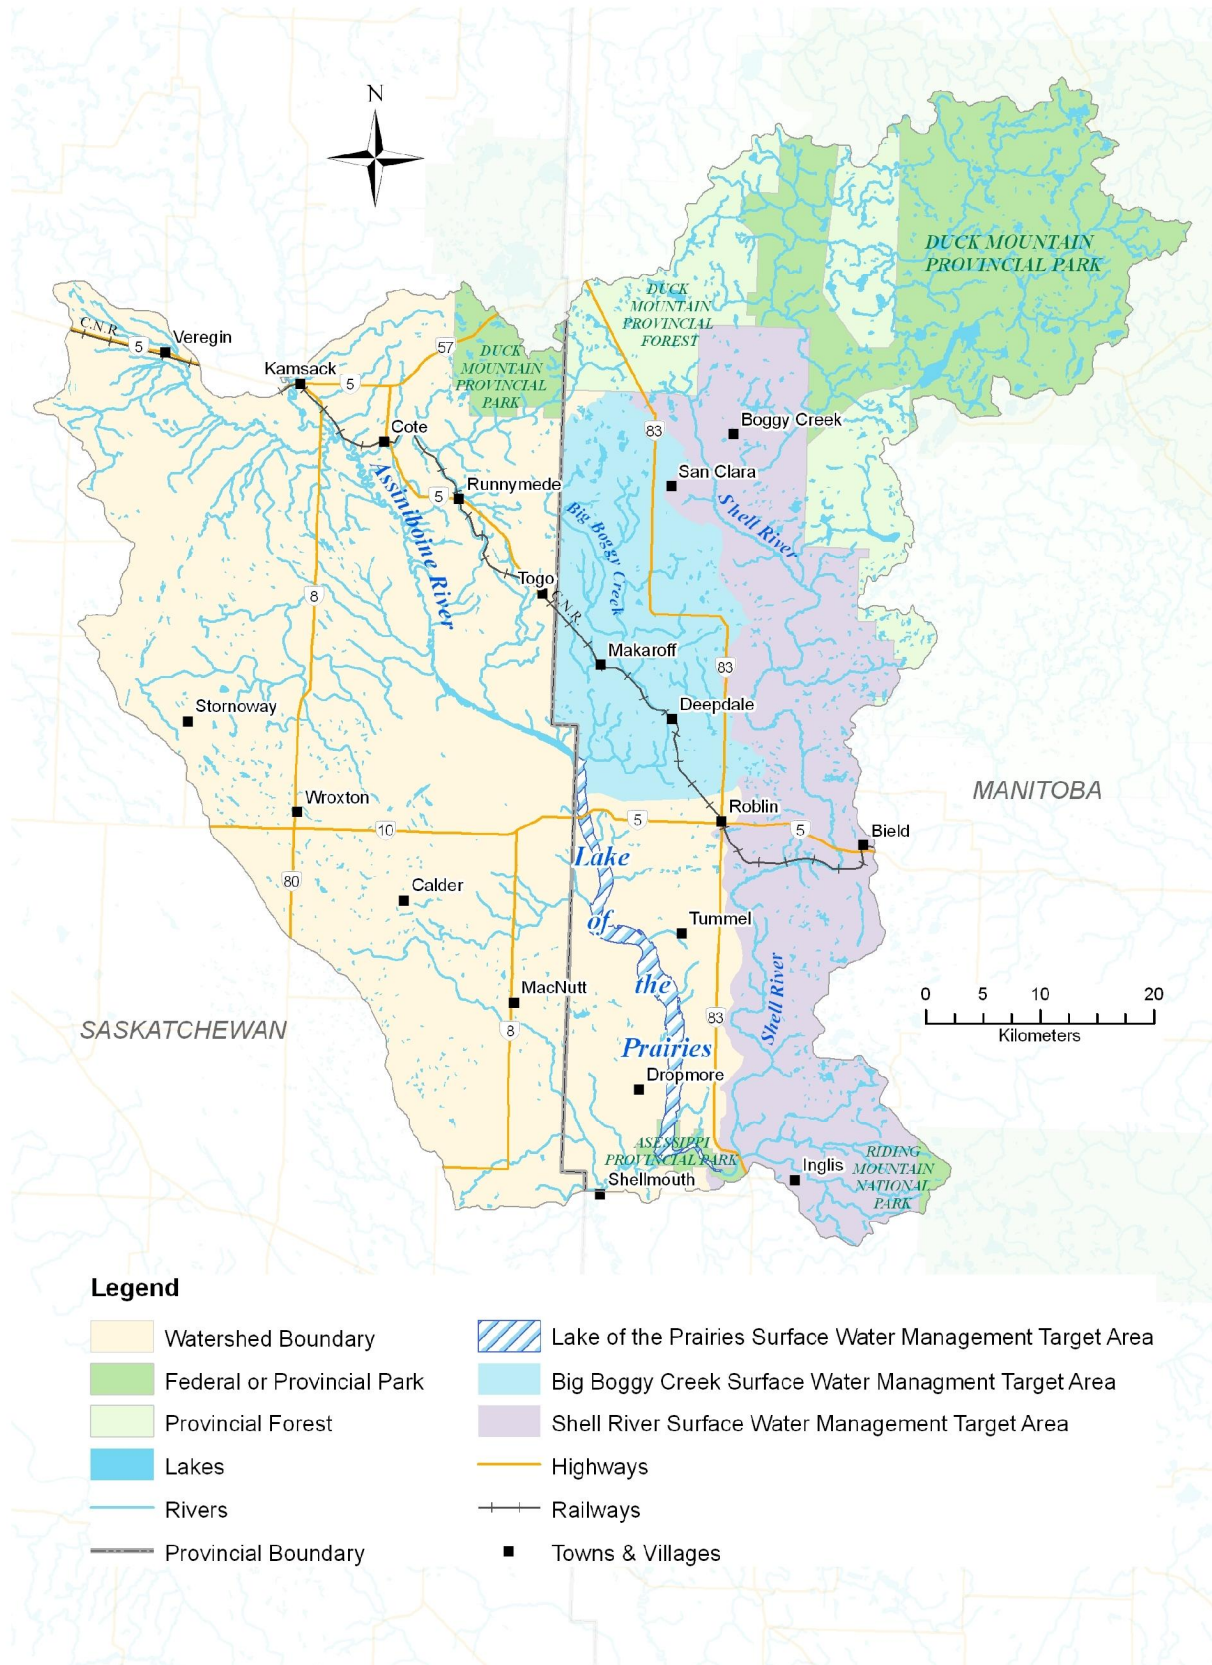 N
DUCK MOUNTAIN
PROVINCIAL PARK
DUCK
MOUNTAIN
PROVINCIAL
FOREST
C.N.R
5
Veregin
57
DUCK
MOUNTAIN
PROVINCIAL
PARK
Kamsack
5
83
Boggy Creek
Cote
San Clara
Runnymede
5
Assiniboine River
Big Boggy Creek
Shell River
Togo
C.N.R.
8
Makaroff
83
Stornoway
Deepdale
MANITOBA
Wroxton
Roblin
10
5
5
Bield
Lake
of
the
Prairies
80
Calder
Tummel
MacNutt
8
83
Shell River
0 5 10 20
Kilometers
SASKATCHEWAN
Dropmore
ASESSIPPI
PROVINCIAL PARK
RIDING
MOUNTAIN
NATIONAL
PARK
Inglis
Shellmouth
Legend
Watershed Boundary
Federal or Provincial Park
Provincial Forest
Lakes
Rivers
Provincial Boundary
Lake of the Prairies Surface Water Management Target Area
Big Boggy Creek Surface Water Managment Target Area
Shell River Surface Water Management Target Area
Highways
Railways
Towns & Villages